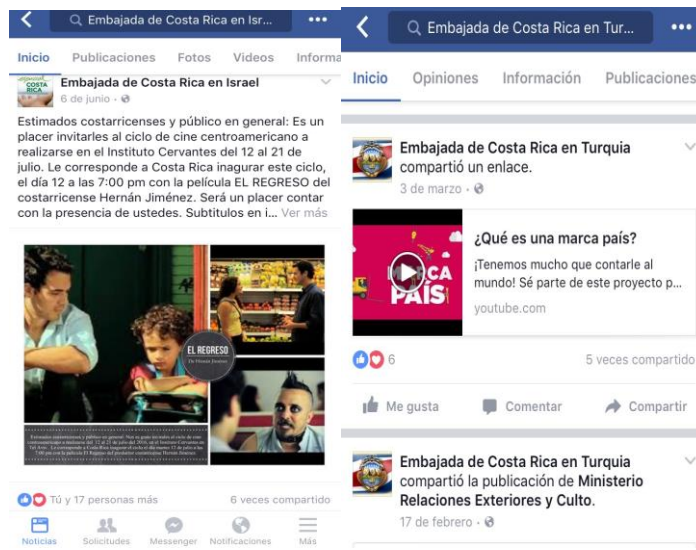 Embajada de Costa Rica en Isr...
Inicio Publicaciones Fotos Videos Informa
COSTA
RICA
Embajada de Costa Rica en Israel
6 de junio
Estimados costarricenses y público en general: Es un
placer invitarles al ciclo de cine centroamericano a
realizarse en el Instituto Cervantes del 12 al 21 de
julio. Le corresponde a Costa Rica inagurar este ciclo,
el día 12 a las 7:00 pm con la película EL REGRESO del
costarricense Hernán Jiménez. Será un placer contar
con la presencia de ustedes. Subtitulos en i... Ver más
EL REGRESO
De Hernán Jiménez
Tú y 17 personas más 6 veces compartido
Noticias Solicitudes Messenger Notificaciones Más
Embajada de Costa Rica en Tur...
Inicio Opiniones Información Publicaciones
Embajada de Costa Rica en Turquia
compartió un enlace.
3 de marzo
MARCA
PAÍS
¿Qué es una marca país?
¡Tenemos mucho que contarle al
mundo! Sé parte de este proyecto p...
youtube.com
6 5 veces compartido
Me gusta Comentar Compartir
Embajada de Costa Rica en Turquia
compartió la publicación de Ministerio
Relaciones Exteriores y Culto.
17 de febrero